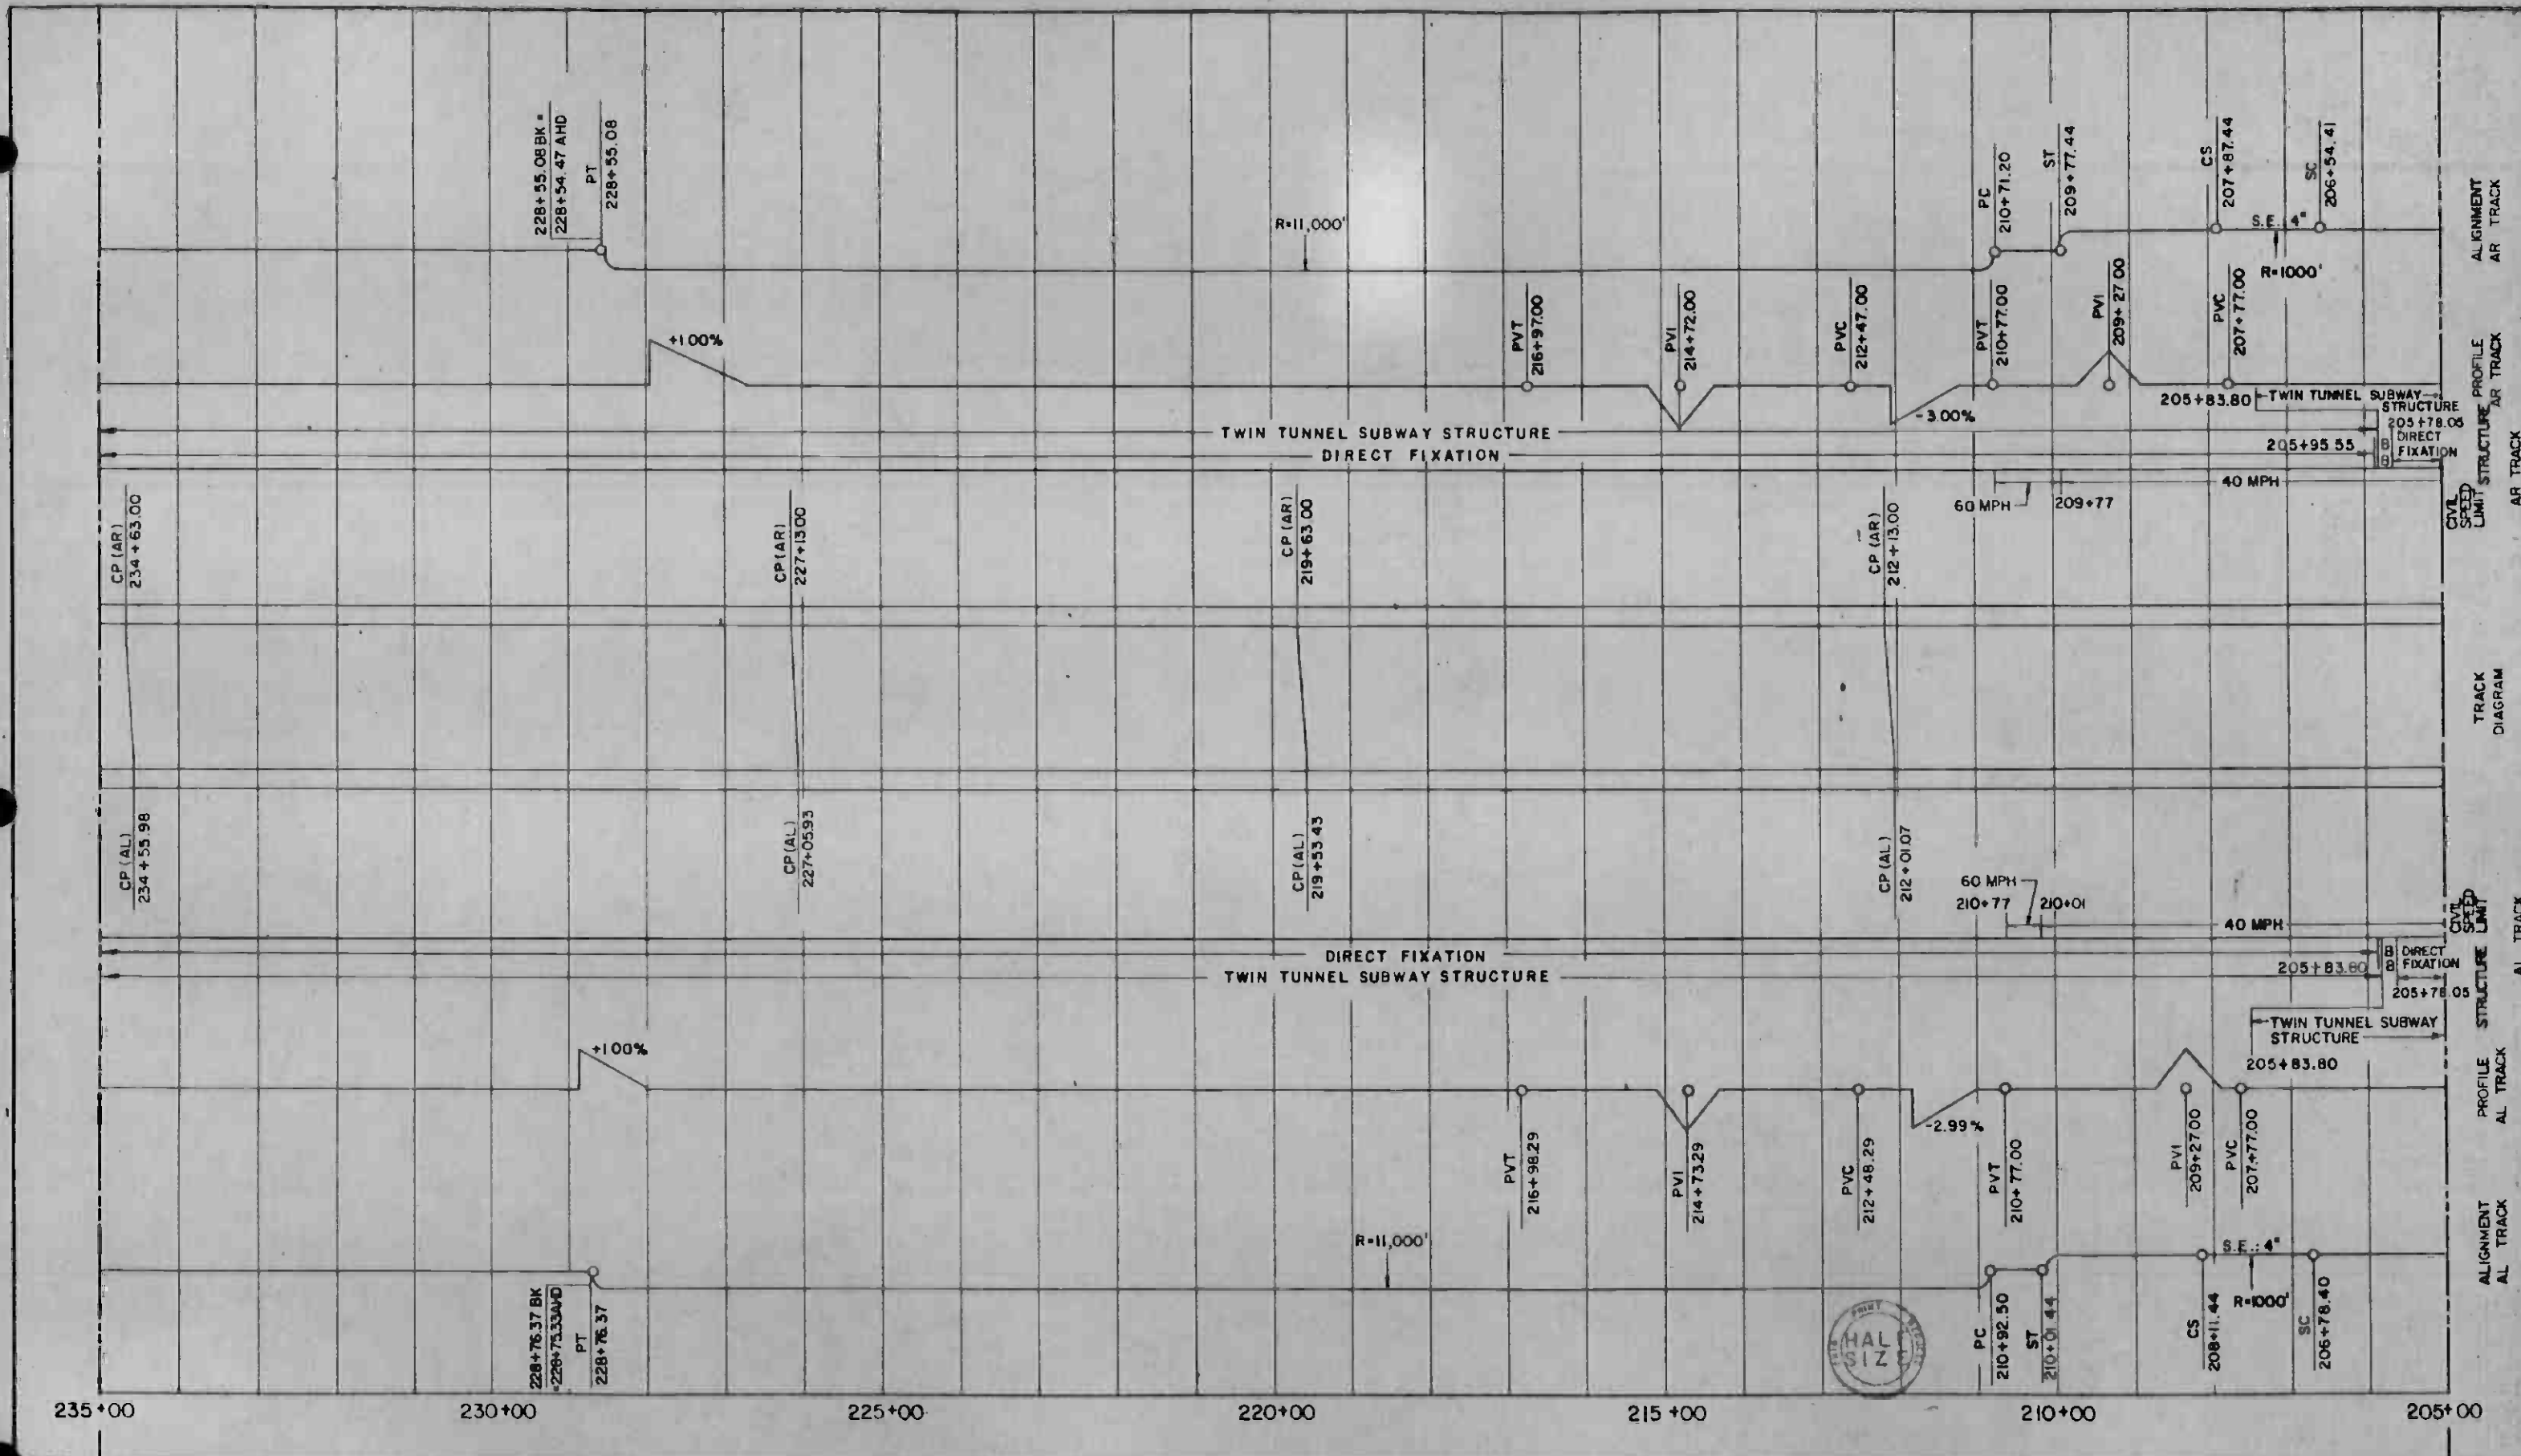 228+55.08 BK =
228+54.47 AHD
PT
228+55.08
R=11,000'
PC
210+71.20
ST
209+77.44
CS
207+87.44
S.E.: 4"
SC
206+54.41
R=1000'
ALIGNMENT
AR TRACK
+1.00%
PVT
216+97.00
PVI
214+72.00
PVC
212+47.00
-3.00%
PVT
210+77.00
PVI
209+27.00
PVC
207+77.00
PROFILE
AR TRACK
TWIN TUNNEL SUBWAY STRUCTURE
DIRECT FIXATION
205+83.80
TWIN TUNNEL SUBWAY
STRUCTURE
205+78.05
205+95.55
B
B
DIRECT
FIXATION
STRUCTURE
60 MPH
209+77
40 MPH
CIVIL
SPEED
LIMIT
AR TRACK
CP (AR)
234+63.00
CP (AR)
227+13.00
CP (AR)
219+63.00
CP (AR)
212+13.00
TRACK
DIAGRAM
CP (AL)
234+55.98
CP (AL)
227+05.93
CP (AL)
219+53.43
CP (AL)
212+01.07
60 MPH
210+77
210+01
40 MPH
CIVIL
SPEED
LIMIT
AL TRACK
DIRECT FIXATION
TWIN TUNNEL SUBWAY STRUCTURE
B
B
DIRECT
FIXATION
205+83.80
205+78.05
TWIN TUNNEL SUBWAY
STRUCTURE
205+83.80
STRUCTURE
+1.00%
PVT
216+98.29
PVI
214+73.29
PVC
212+48.29
-2.99%
PVT
210+77.00
PVI
209+27.00
PVC
207+77.00
PROFILE
AL TRACK
228+76.37 BK
=228+75.33 AHD
PT
228+76.37
R=11,000'
PC
210+92.50
ST
210+01.44
CS
208+11.44
S.E.: 4"
R=1000'
SC
206+78.40
ALIGNMENT
AL TRACK
235+00
230+00
225+00
220+00
215+00
210+00
205+00